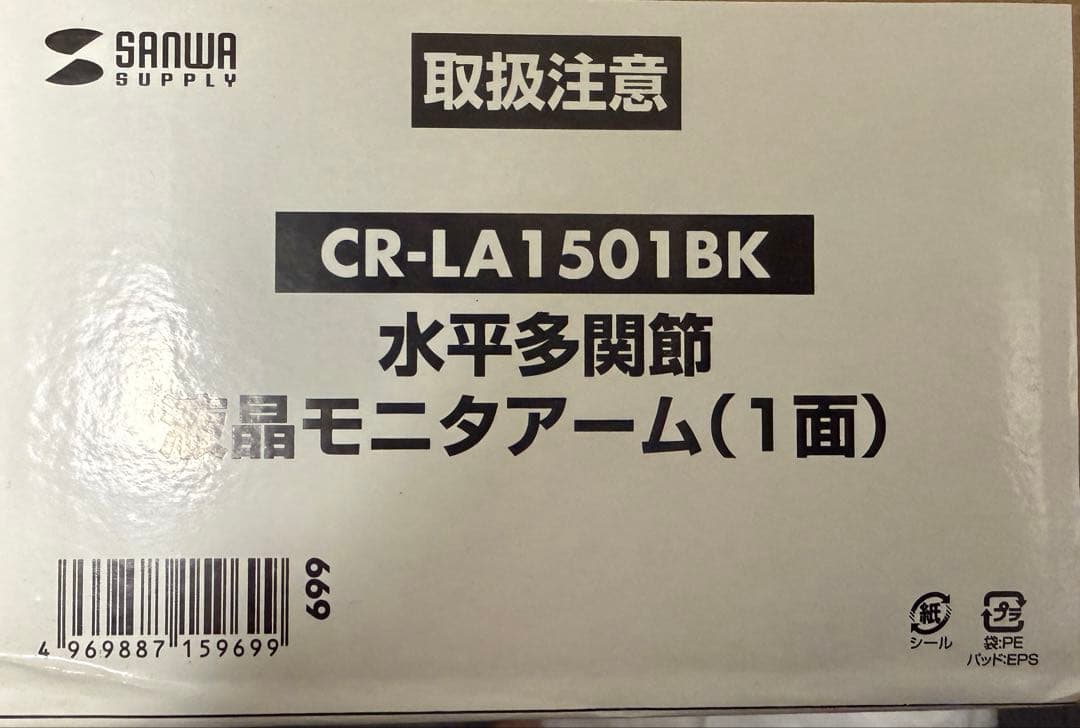 SANWA
SUPPLY
取扱注意
CR-LA1501BK
水平多関節
液晶モニタアーム(1面)
699
4 969887 159699
紙
シール
プラ
袋:PE
パッド:EPS